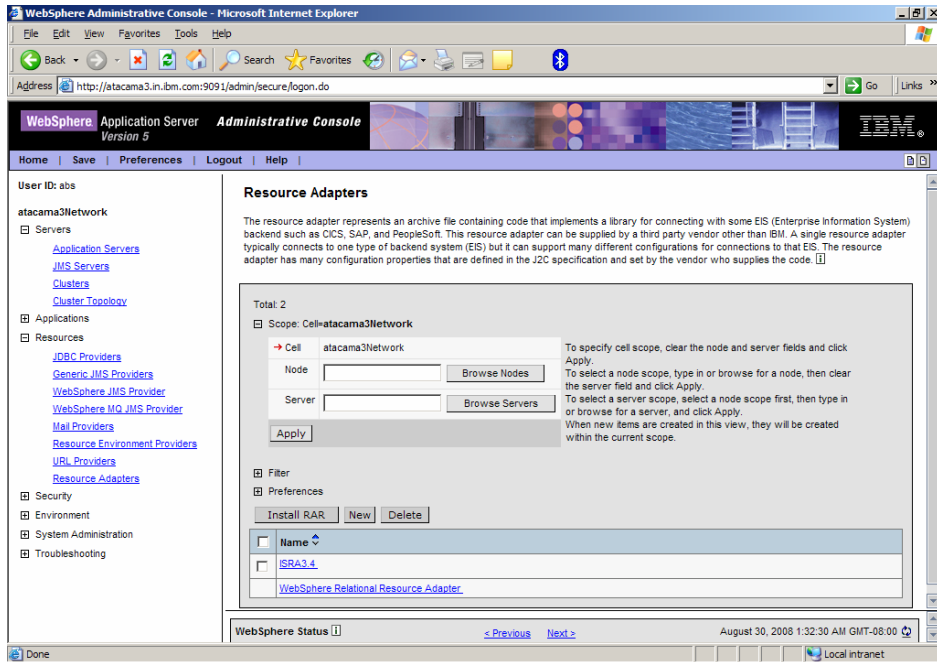 WebSphere Administrative Console - Microsoft Internet Explorer
File Edit View Favorites Tools Help
Back Search Favorites
Address http://atacama3.in.ibm.com:9091/admin/secure/logon.do Go Links »
WebSphere Application Server Administrative Console
Version 5
IBM®
Home | Save | Preferences | Logout | Help |
User ID: abs
atacama3Network
Servers
Application Servers
JMS Servers
Clusters
Cluster Topology
Applications
Resources
JDBC Providers
Generic JMS Providers
WebSphere JMS Provider
WebSphere MQ JMS Provider
Mail Providers
Resource Environment Providers
URL Providers
Resource Adapters
Security
Environment
System Administration
Troubleshooting
Resource Adapters
The resource adapter represents an archive file containing code that implements a library for connecting with some EIS (Enterprise Information System)
backend such as CICS, SAP, and PeopleSoft. This resource adapter can be supplied by a third party vendor other than IBM. A single resource adapter
typically connects to one type of backend system (EIS) but it can support many different configurations for connections to that EIS. The resource
adapter has many configuration properties that are defined in the J2C specification and set by the vendor who supplies the code. i
Total: 2
Scope: Cell=atacama3Network
Cell atacama3Network
Node Browse Nodes
Server Browse Servers
Apply
To specify cell scope, clear the node and server fields and click
Apply.
To select a node scope, type in or browse for a node, then clear
the server field and click Apply.
To select a server scope, select a node scope first, then type in
or browse for a server, and click Apply.
When new items are created in this view, they will be created
within the current scope.
Filter
Preferences
Install RAR New Delete
Name
ISRA3.4
WebSphere Relational Resource Adapter
WebSphere Status i < Previous Next > August 30, 2008 1:32:30 AM GMT-08:00
Done Local intranet